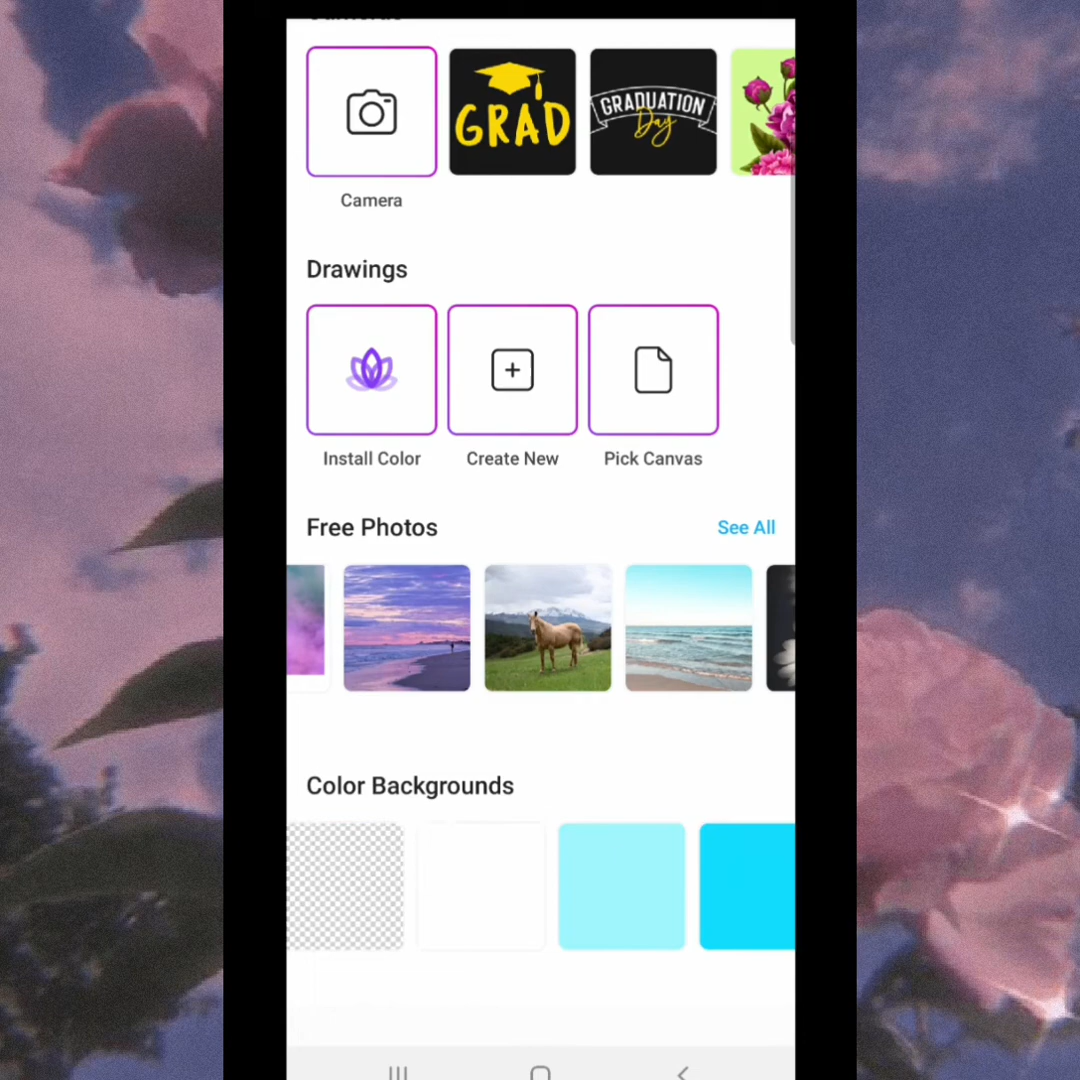 GRAD
GRADUATION
Day
Camera
Drawings
Install Color
Create New
Pick Canvas
Free Photos
See All
Color Backgrounds